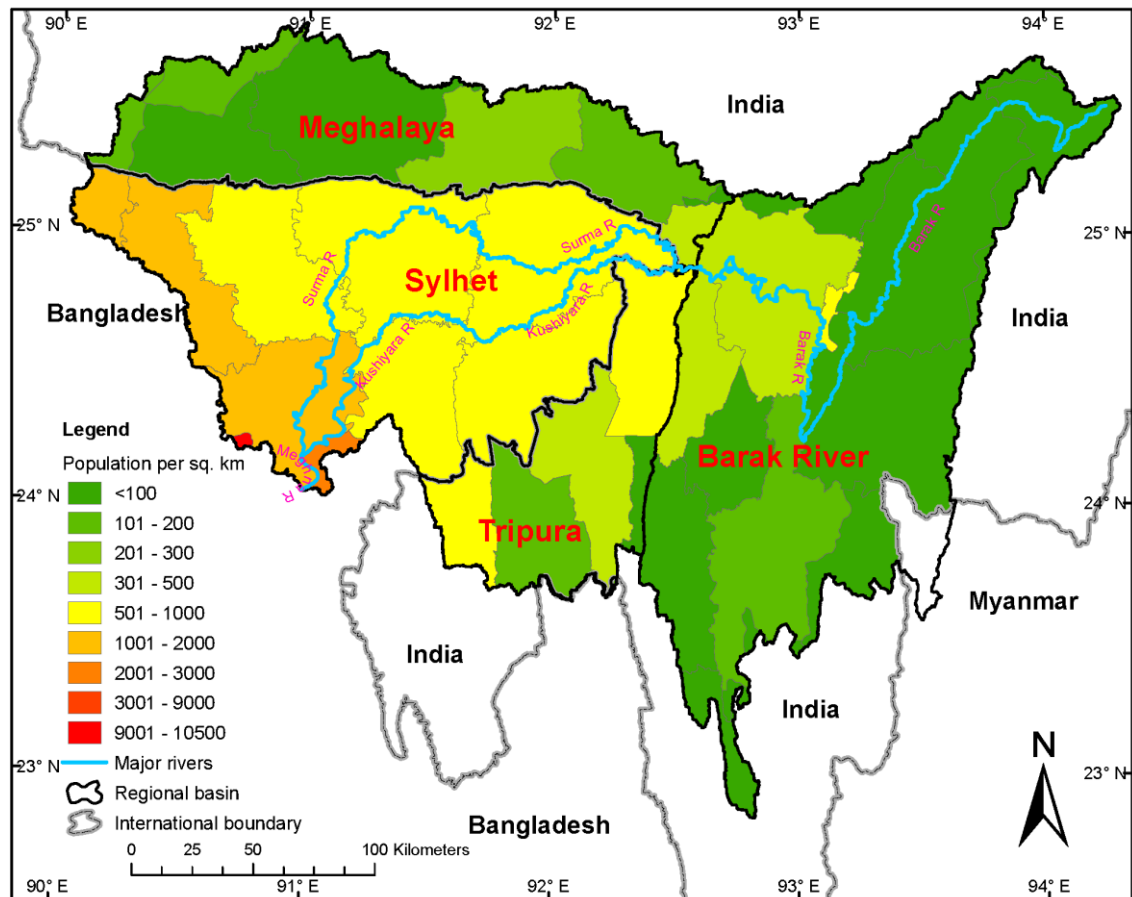 90° E
91° E
92° E
93° E
94° E
India
Meghalaya
25° N
25° N
Surma R
Barak R
Surma R
Sylhet
Bangladesh
Kushiyara R
India
Kushiyara R
Barak R
Barak River
Meghna R
24° N
24° N
Tripura
Myanmar
India
India
Bangladesh
23° N
23° N
N
Legend
Population per sq. km
<100
101 - 200
201 - 300
301 - 500
501 - 1000
1001 - 2000
2001 - 3000
3001 - 9000
9001 - 10500
Major rivers
Regional basin
International boundary
0 25 50 100 Kilometers
90° E
91° E
92° E
93° E
94° E